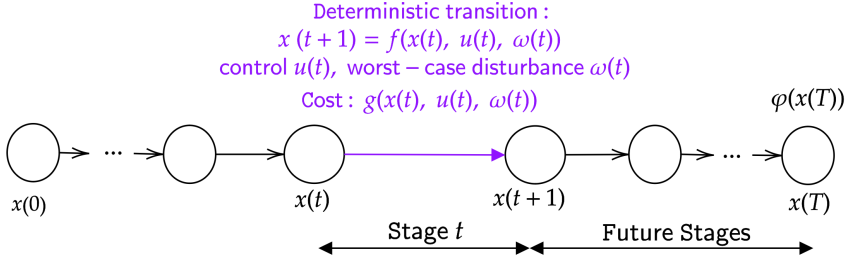 Deterministic transition :
x (t + 1) = f(x(t), u(t), ω(t))
control u(t), worst − case disturbance ω(t)
Cost : g(x(t), u(t), ω(t))
φ(x(T))
... ...
x(0) x(t) x(t + 1) x(T)
Stage t Future Stages